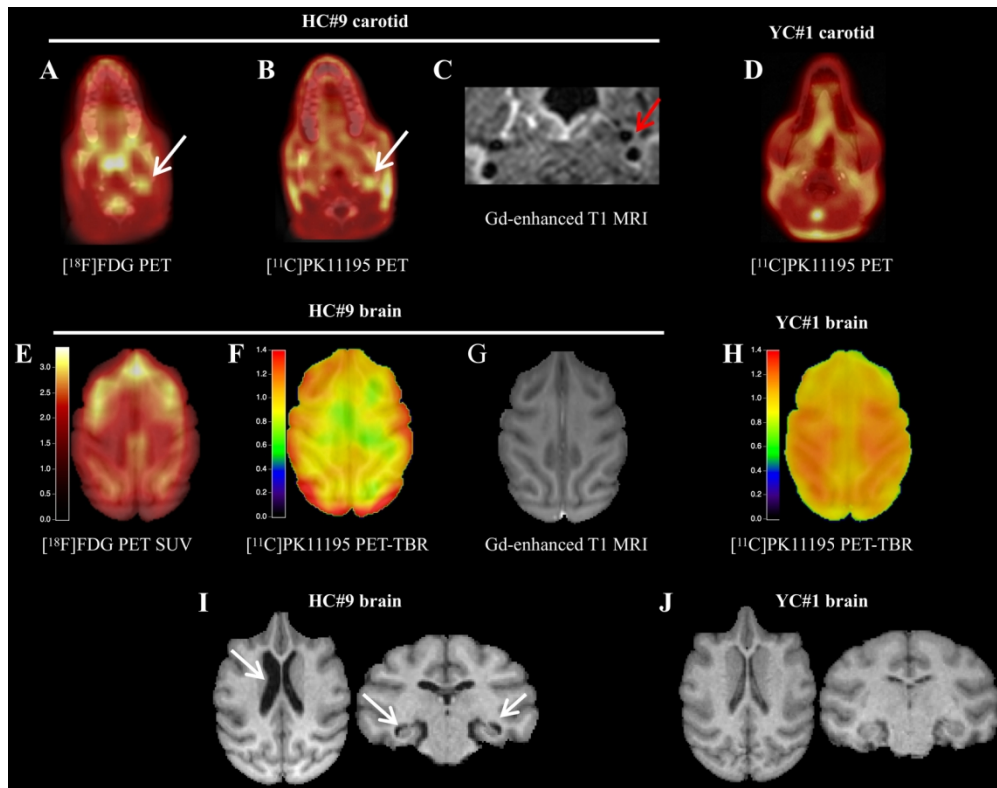 HC#9 carotid
YC#1 carotid
A
B
C
D
Gd-enhanced T1 MRI
[¹⁸F]FDG PET
[¹¹C]PK11195 PET
[¹¹C]PK11195 PET
HC#9 brain
YC#1 brain
E
F
G
H
3.0
2.5
2.0
1.5
1.0
0.5
0.0
1.4
1.2
1.0
0.8
0.6
0.4
0.2
0.0
1.4
1.2
1.0
0.8
0.6
0.4
0.2
0.0
[¹⁸F]FDG PET SUV
[¹¹C]PK11195 PET-TBR
Gd-enhanced T1 MRI
[¹¹C]PK11195 PET-TBR
I
HC#9 brain
J
YC#1 brain